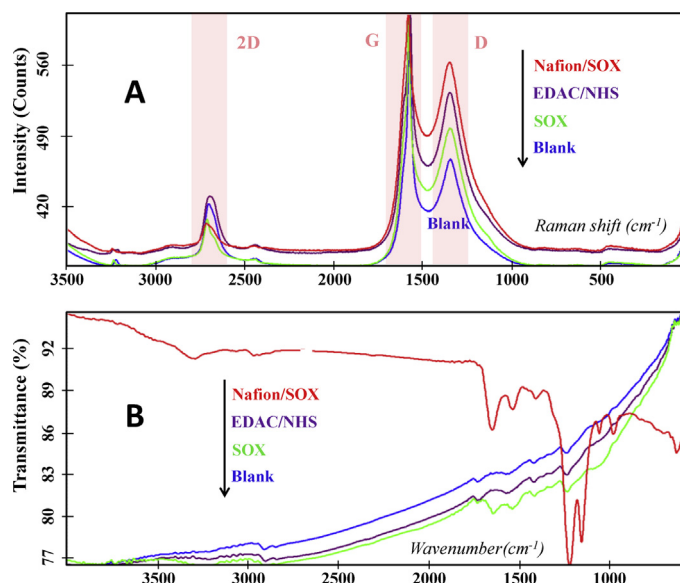 2D
G
D
A
Nafion/SOX
EDAC/NHS
SOX
Blank
Blank
Raman shift (cm-1)
Intensity (Counts)
560
490
420
3500
3000
2500
2000
1500
1000
500
Transmittance (%)
92
89
86
83
80
77
B
Nafion/SOX
EDAC/NHS
SOX
Blank
Wavenumber(cm-1)
3500
3000
2500
2000
1500
1000